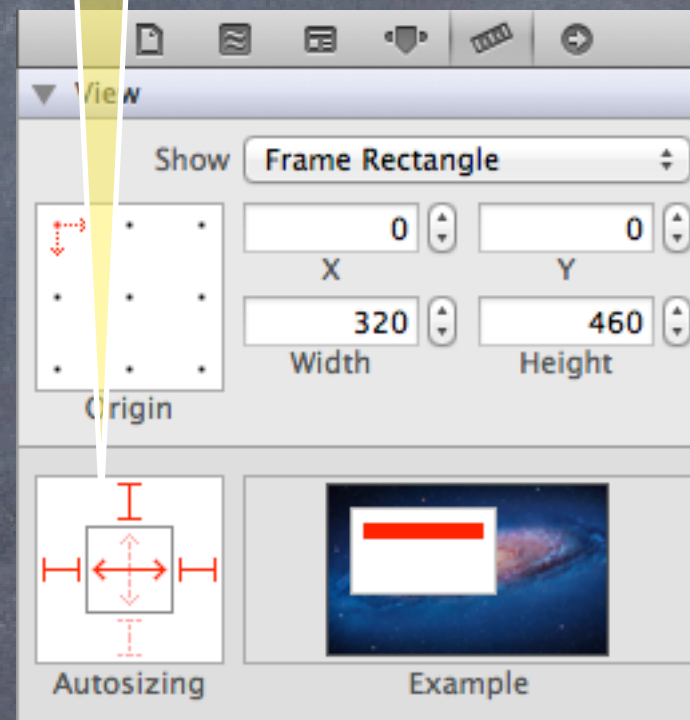 View
Show Frame Rectangle
0 0
X Y
320 460
Width Height
Origin
Autosizing Example